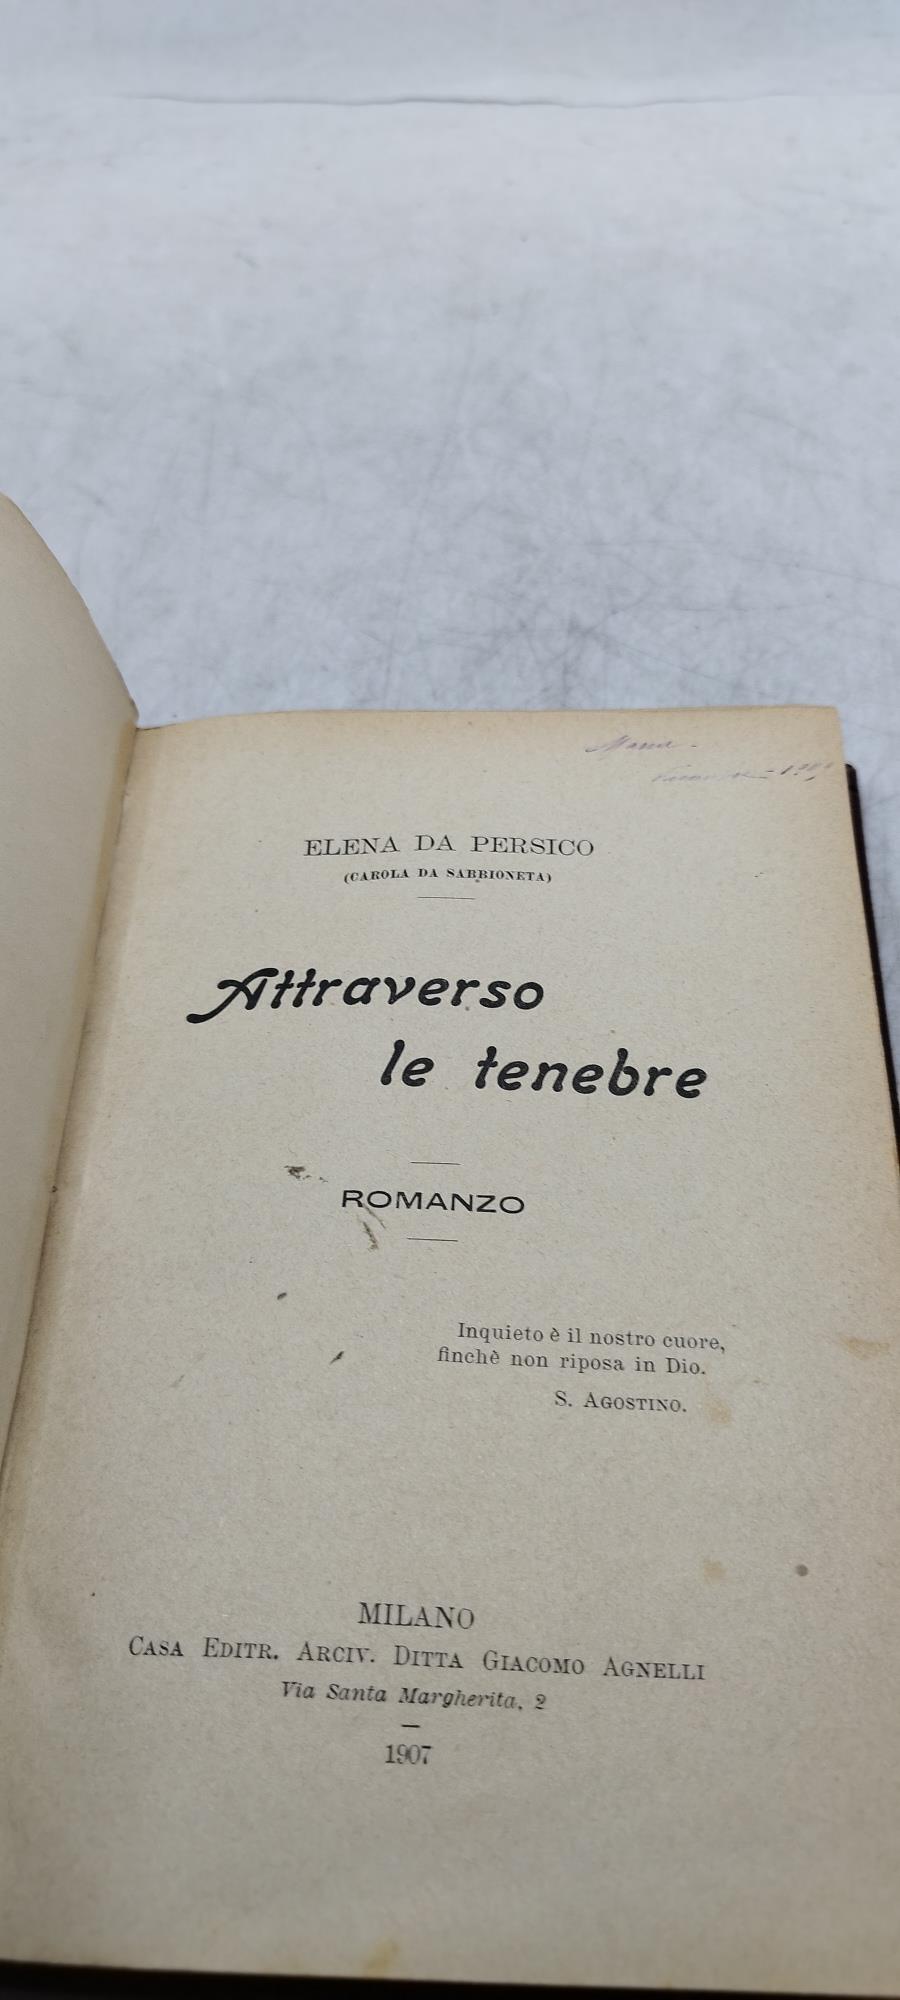 ELENA DA PERSICO
(CAROLA DA SABBIONETA)
Attraverso
le tenebre
ROMANZO
Inquieto è il nostro cuore,
finchè non riposa in Dio.
S. AGOSTINO.
MILANO
CASA EDITR. ARCIV. DITTA GIACOMO AGNELLI
Via Santa Margherita, 2
1907